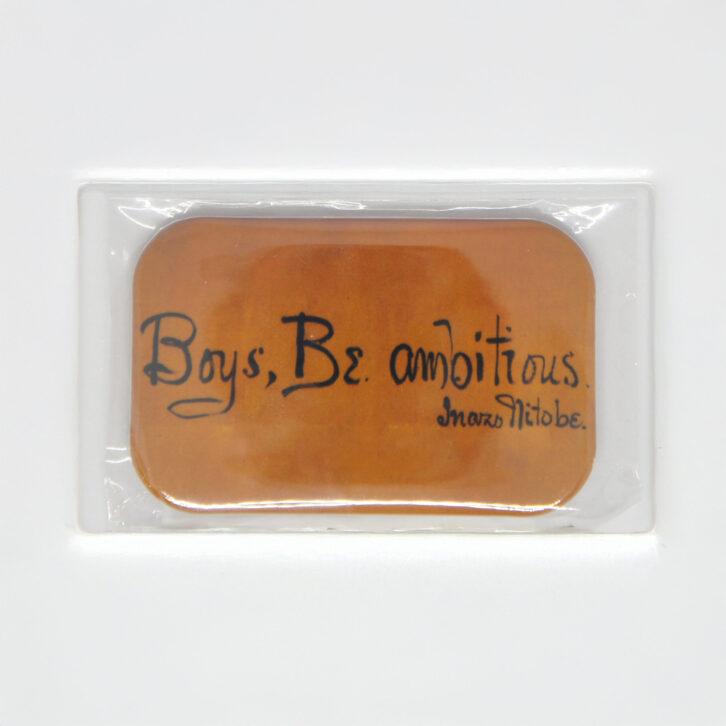 Boys, Be. ambitious.
Inazo Nitobe.